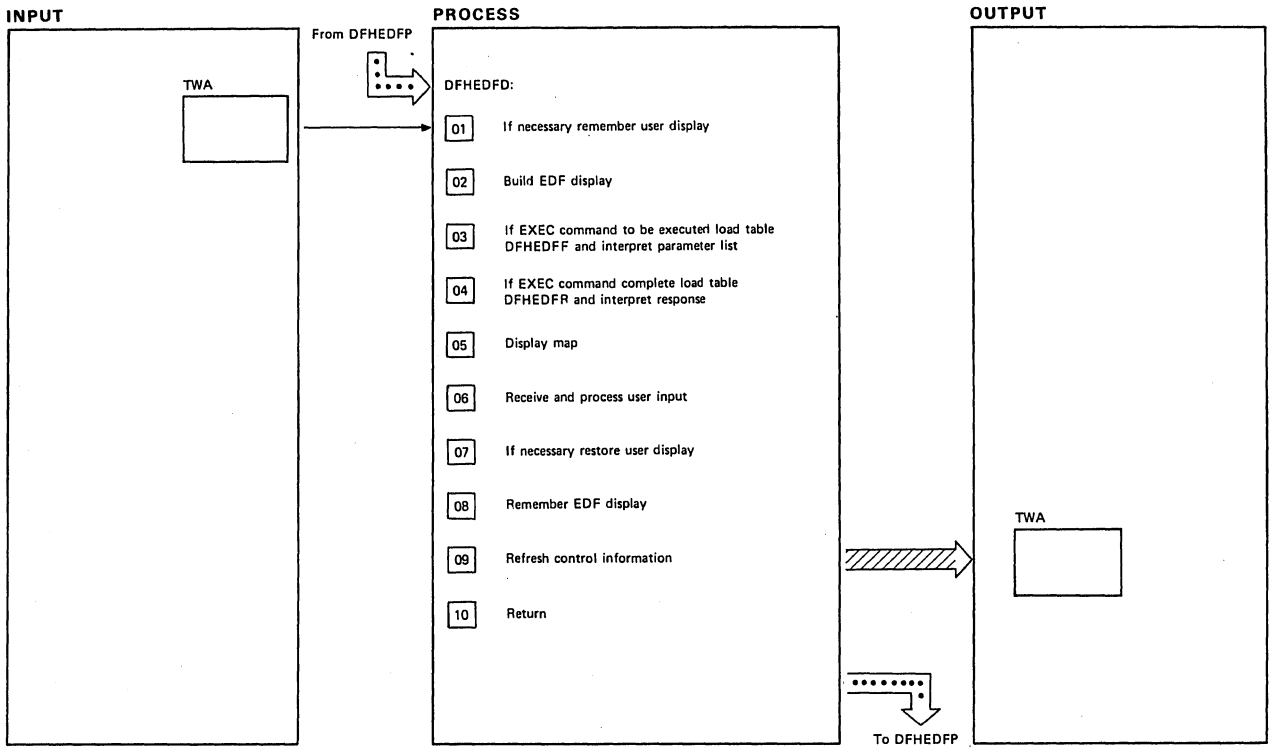 INPUT
PROCESS
OUTPUT
From DFHEDFP
TWA
DFHEDFD:
01 If necessary remember user display
02 Build EDF display
03 If EXEC command to be executed load table
DFHEDFF and interpret parameter list
04 If EXEC command complete load table
DFHEDFR and interpret response
05 Display map
06 Receive and process user input
07 If necessary restore user display
08 Remember EDF display
TWA
09 Refresh control information
10 Return
To DFHEDFP